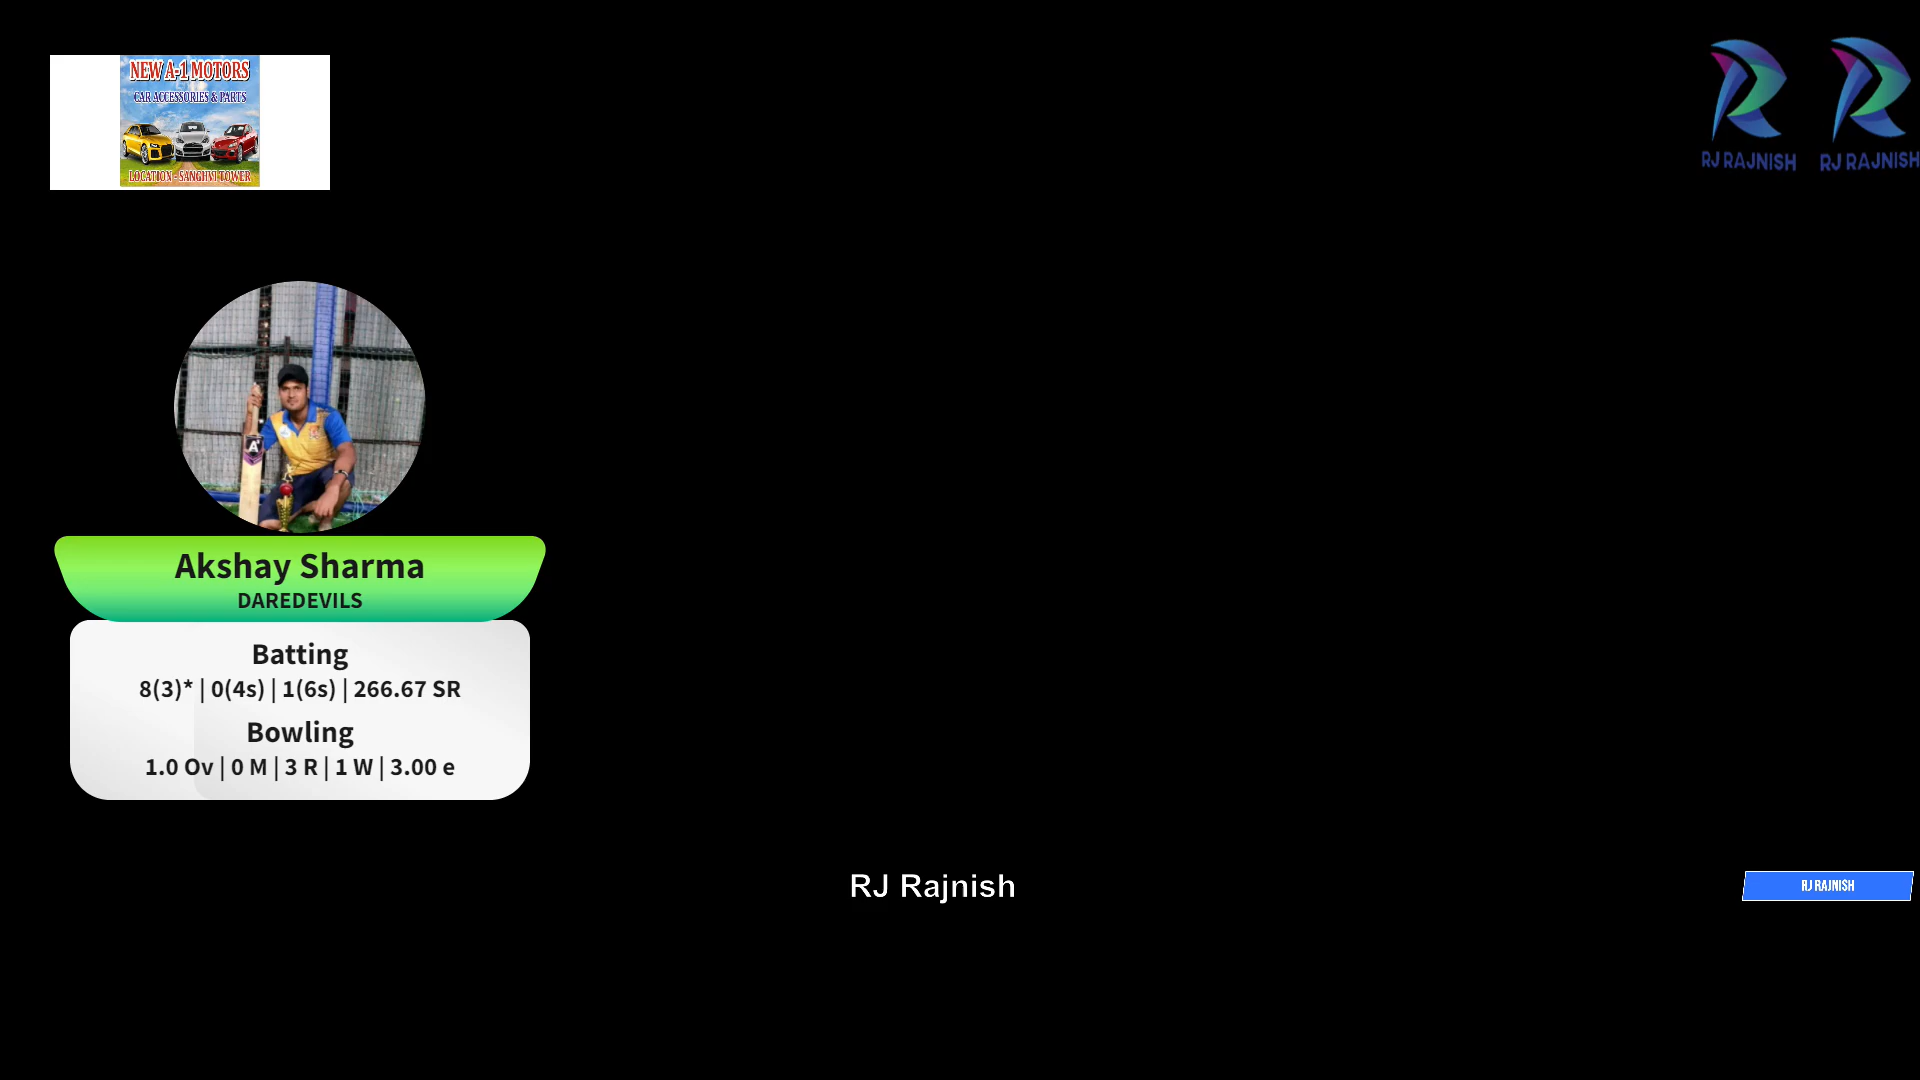 NEW A-1 MOTORS
CAR ACCESSORIES & PARTS
LOCATION - SANGHVI TOWER
RJ RAJNISH
RJ RAJNISH
A
Akshay Sharma
DAREDEVILS
Batting
8(3)* | 0(4s) | 1(6s) | 266.67 SR
Bowling
1.0 Ov | 0 M | 3 R | 1 W | 3.00 e
RJ Rajnish
RJ RAJNISH